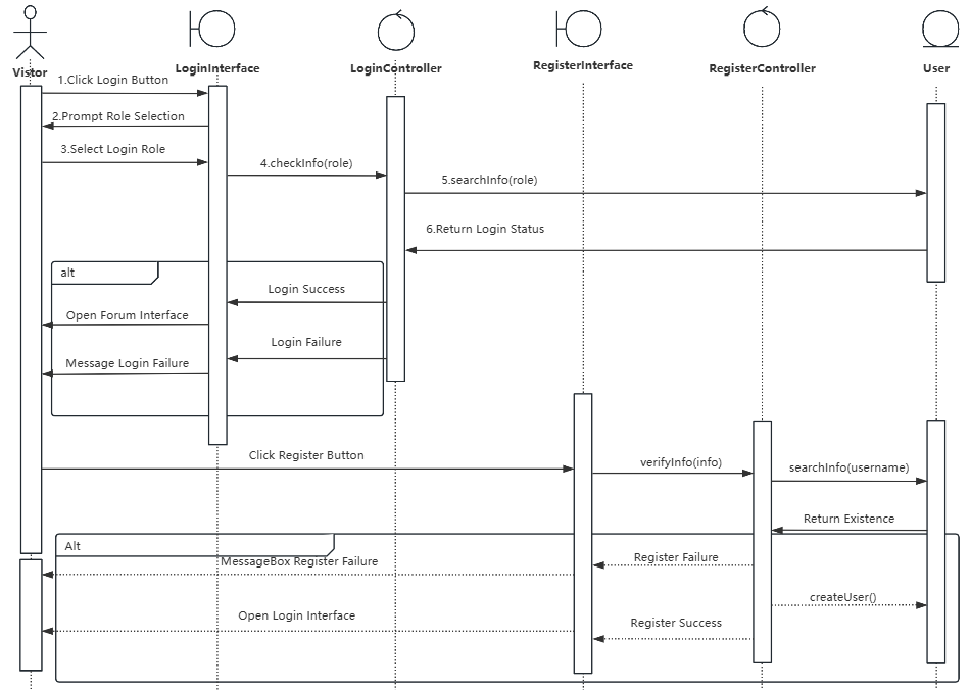 Vistor
LoginInterface
LoginController
RegisterInterface
RegisterController
User
1.Click Login Button
2.Prompt Role Selection
3.Select Login Role
4.checkInfo(role)
5.searchInfo(role)
6.Return Login Status
alt
Login Success
Open Forum Interface
Login Failure
Message Login Failure
Click Register Button
verifyInfo(info)
searchInfo(username)
Return Existence
Alt
Register Failure
MessageBox Register Failure
createUser()
Register Success
Open Login Interface